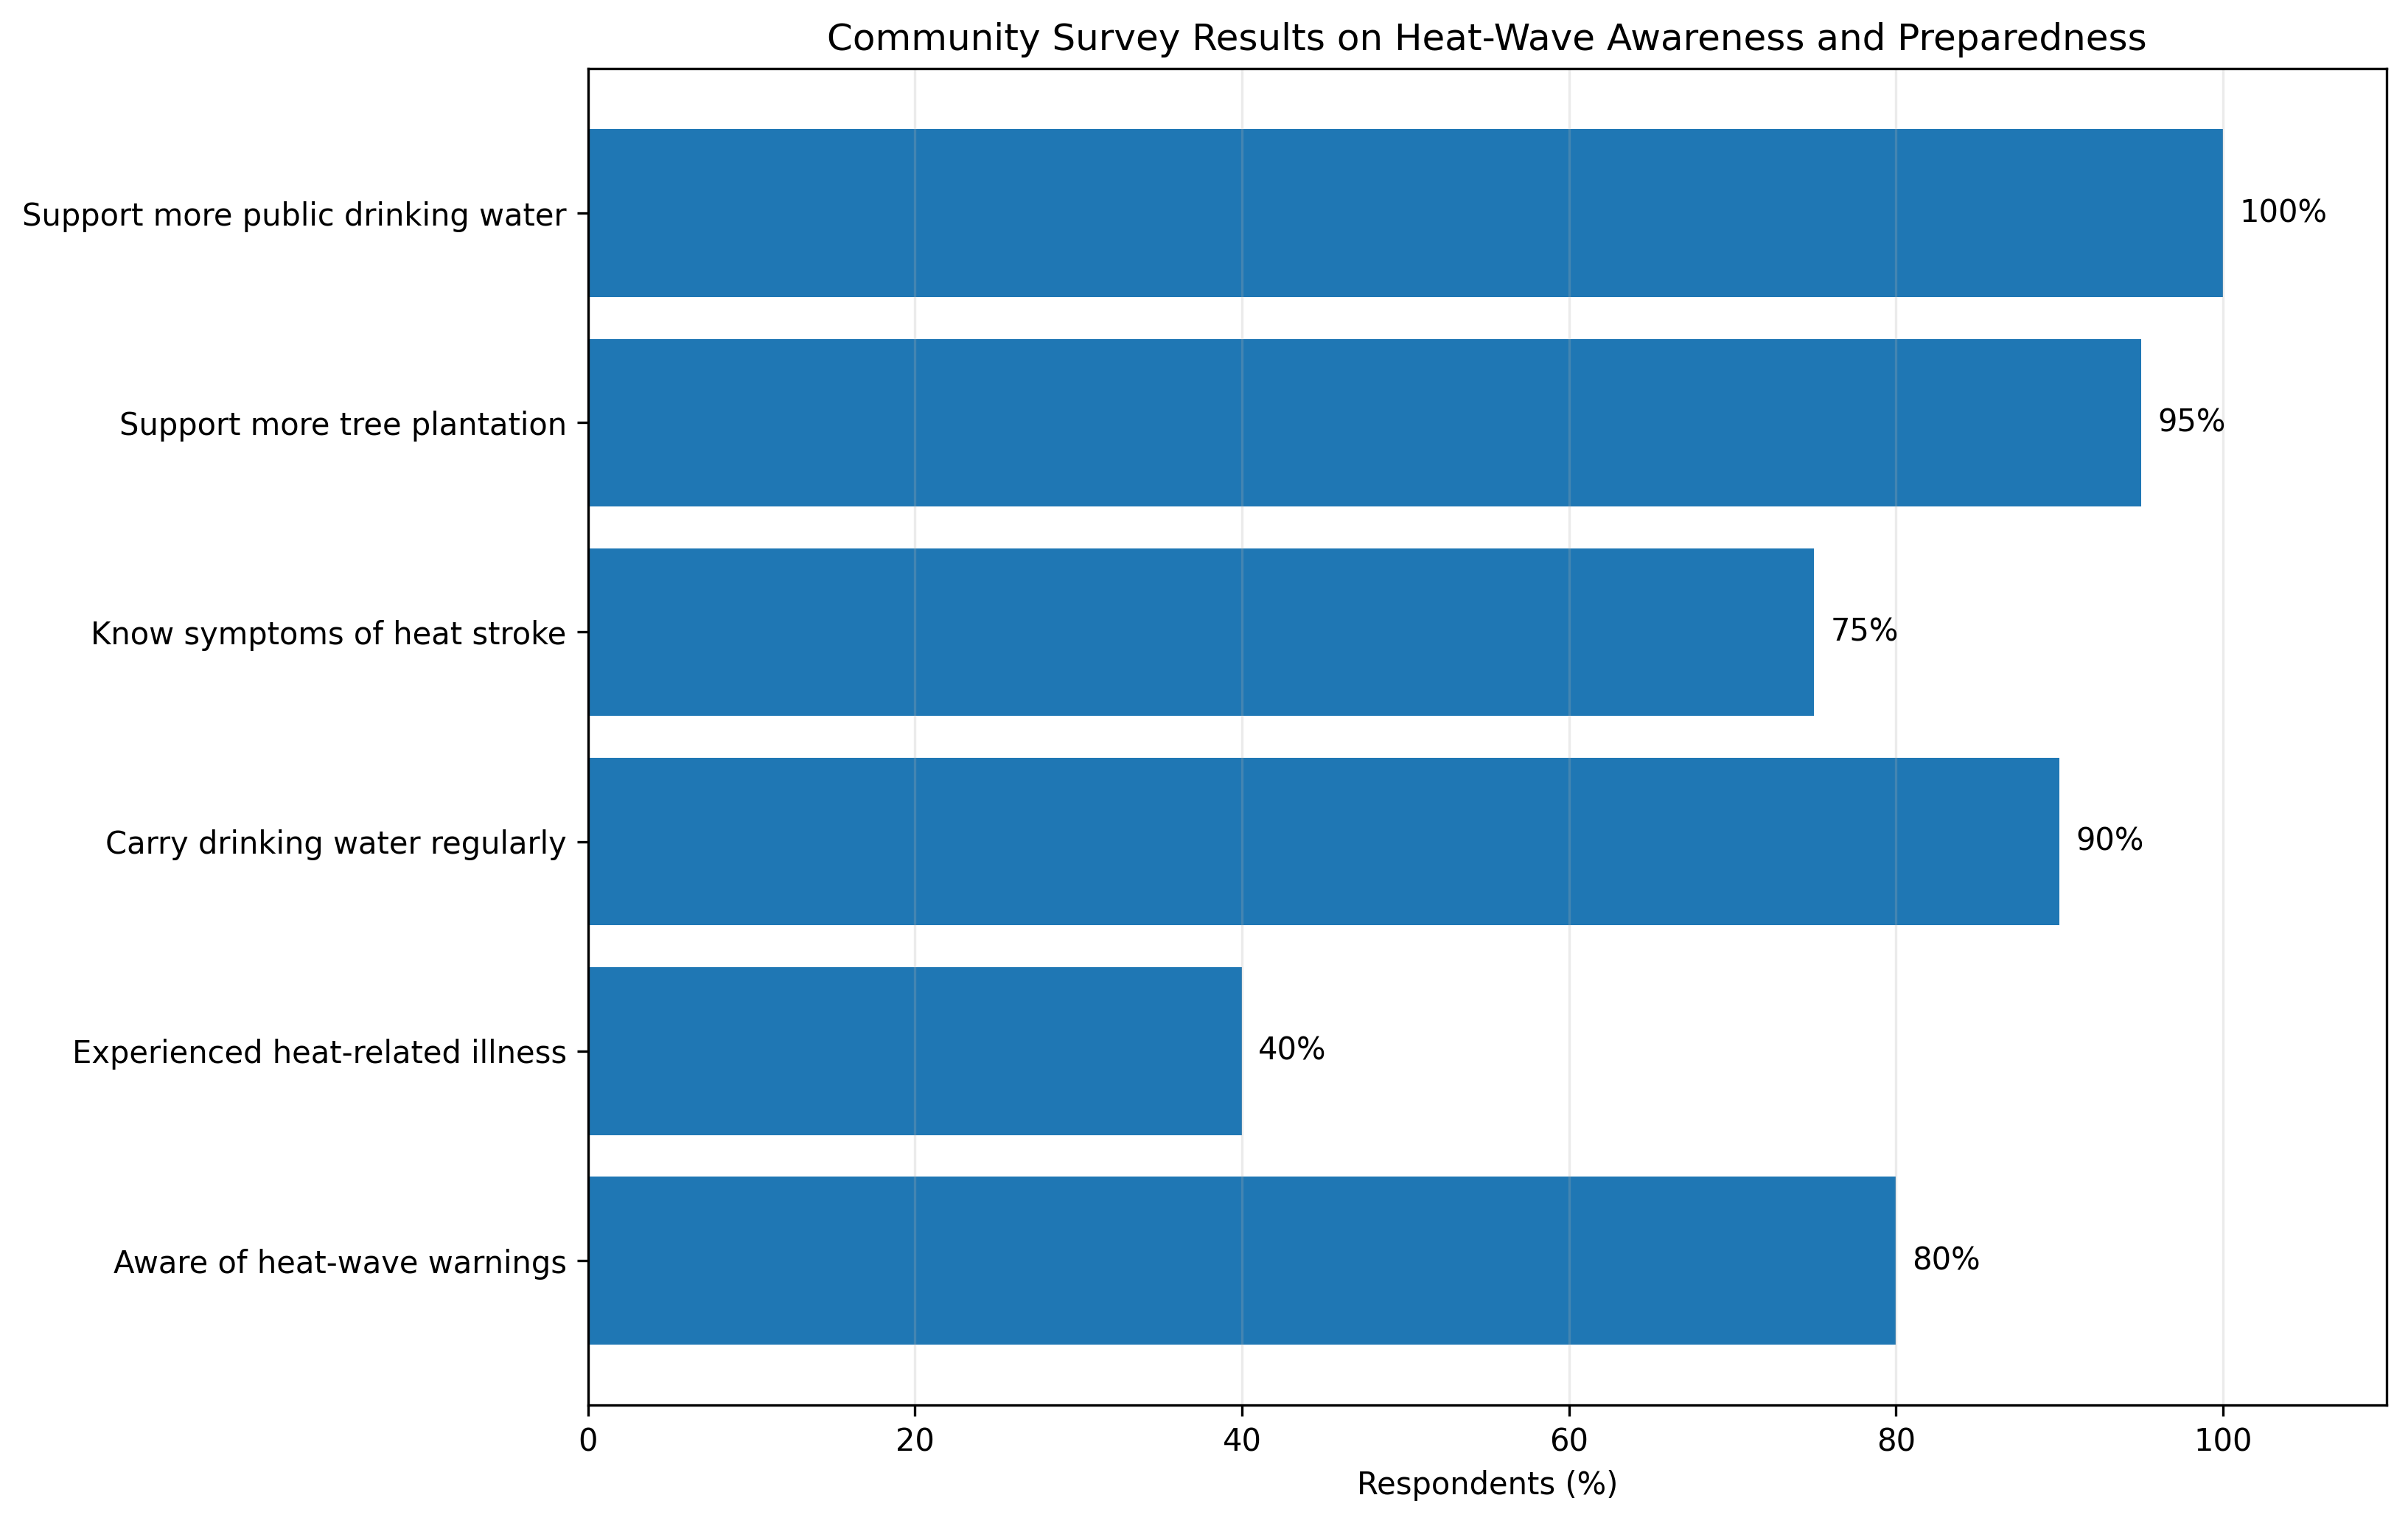 Community Survey Results on Heat-Wave Awareness and Preparedness
Support more public drinking water
100%
Support more tree plantation
95%
Know symptoms of heat stroke
75%
Carry drinking water regularly
90%
Experienced heat-related illness
40%
Aware of heat-wave warnings
80%
0 20 40 60 80 100
Respondents (%)